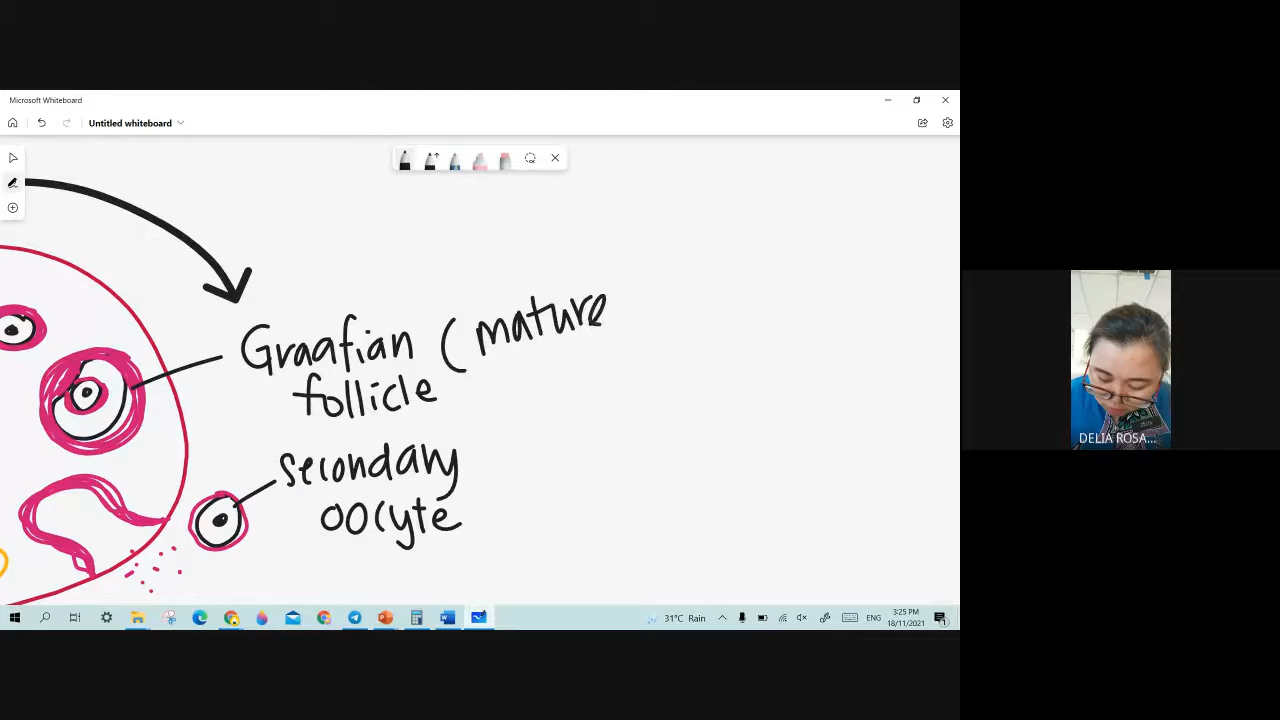 Microsoft Whiteboard
Untitled whiteboard
Graafian (mature
follicle
secondary
oocyte
DELIA ROSA...
31°C Rain
ENG
3:25 PM
18/11/2021
1